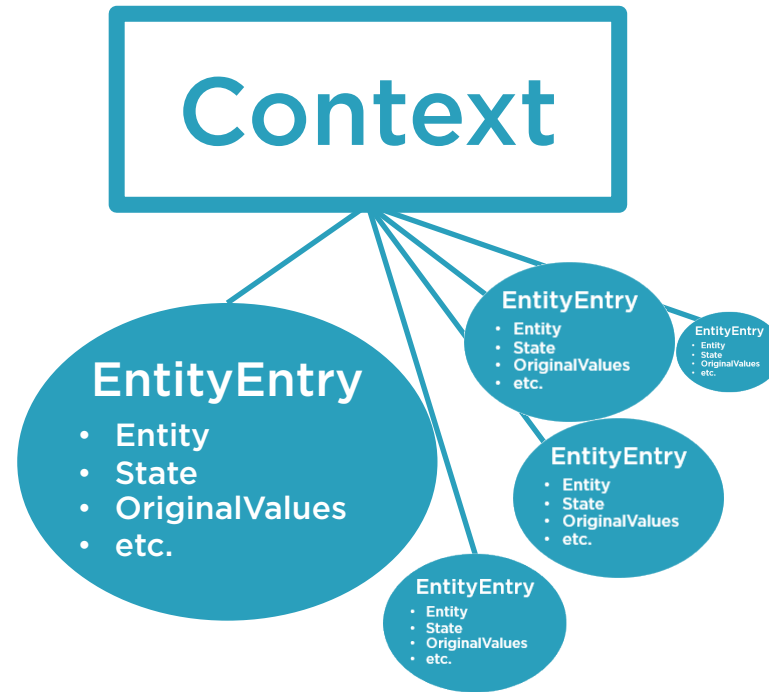 Context
EntityEntry
• Entity
• State
• OriginalValues
• etc.
EntityEntry
• Entity
• State
• OriginalValues
• etc.
EntityEntry
• Entity
• State
• OriginalValues
• etc.
EntityEntry
• Entity
• State
• OriginalValues
• etc.
EntityEntry
• Entity
• State
• OriginalValues
• etc.